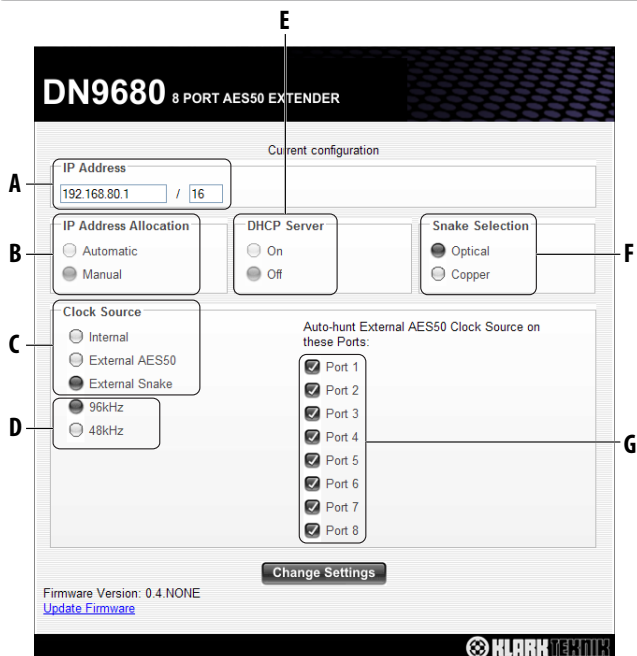 E
DN9680 8 PORT AES50 EXTENDER
Current configuration
A
IP Address
192.168.80.1 / 16
B
IP Address Allocation
Automatic
Manual
DHCP Server
On
Off
Snake Selection
Optical
Copper
F
C
Clock Source
Internal
External AES50
External Snake
D
96kHz
48kHz
Auto-hunt External AES50 Clock Source on
these Ports:
Port 1
Port 2
Port 3
Port 4
Port 5
Port 6
Port 7
Port 8
G
Change Settings
Firmware Version: 0.4.NONE
Update Firmware
KLARK TEKNIK